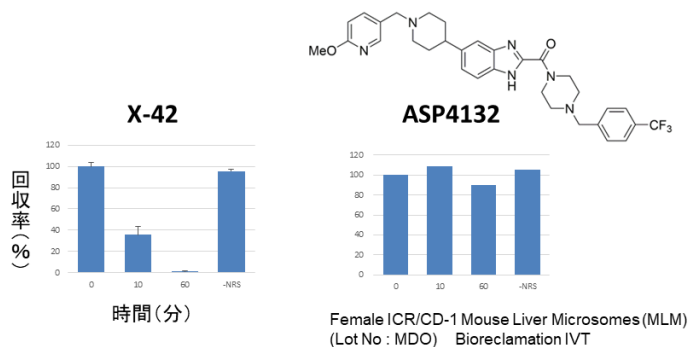 MeO
N
N
N
N
H
O
N
N
CF3
X-42
ASP4132
回収率(%)
120
100
80
60
40
20
0
0
10
60
-NRS
時間(分)
120
100
80
60
40
20
0
0
10
60
-NRS
Female ICR/CD-1 Mouse Liver Microsomes (MLM)
(Lot No : MDO) Bioreclamation IVT